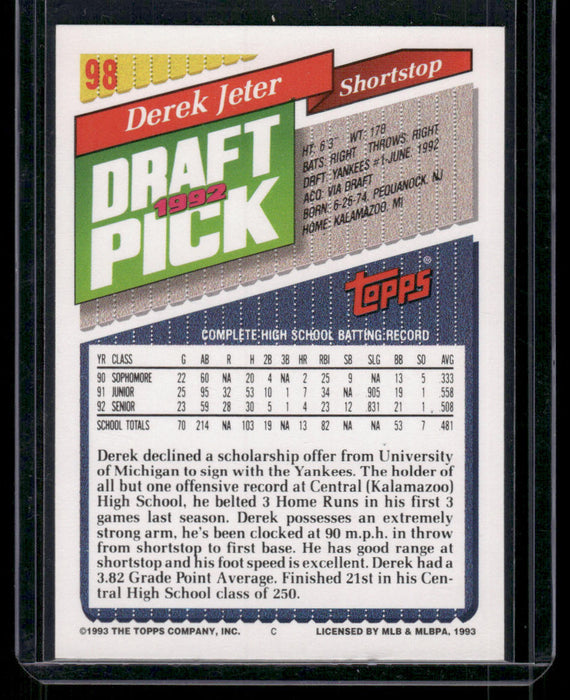 98
Derek Jeter
Shortstop
DRAFT
1992
PICK
HT: 6'3" WT: 178
BATS: RIGHT THROWS: RIGHT
DRFT: YANKEES #1-JUNE, 1992
ACQ: VIA DRAFT
BORN: 6-26-74, PEQUANOCK, NJ
HOME: KALAMAZOO, MI
TOPPS®
COMPLETE HIGH SCHOOL BATTING RECORD
YR CLASS G AB R H 2B 3B HR RBI SB SLG BB SO AVG
90 SOPHOMORE 22 60 NA 20 4 NA 2 25 9 NA 13 5 .333
91 JUNIOR 25 95 32 53 10 1 7 34 NA .905 19 1 .558
92 SENIOR 23 59 28 30 5 1 4 23 12 .831 21 1 .508
SCHOOL TOTALS 70 214 NA 103 19 NA 13 82 NA NA 53 7 .481
Derek declined a scholarship offer from University
of Michigan to sign with the Yankees. The holder of
all but one offensive record at Central (Kalamazoo)
High School, he belted 3 Home Runs in his first 3
games last season. Derek possesses an extremely
strong arm, he's been clocked at 90 m.p.h. in throw
from shortstop to first base. He has good range at
shortstop and his foot speed is excellent. Derek had a
3.82 Grade Point Average. Finished 21st in his Cen-
tral High School class of 250.
©1993 THE TOPPS COMPANY, INC. C LICENSED BY MLB & MLBPA, 1993